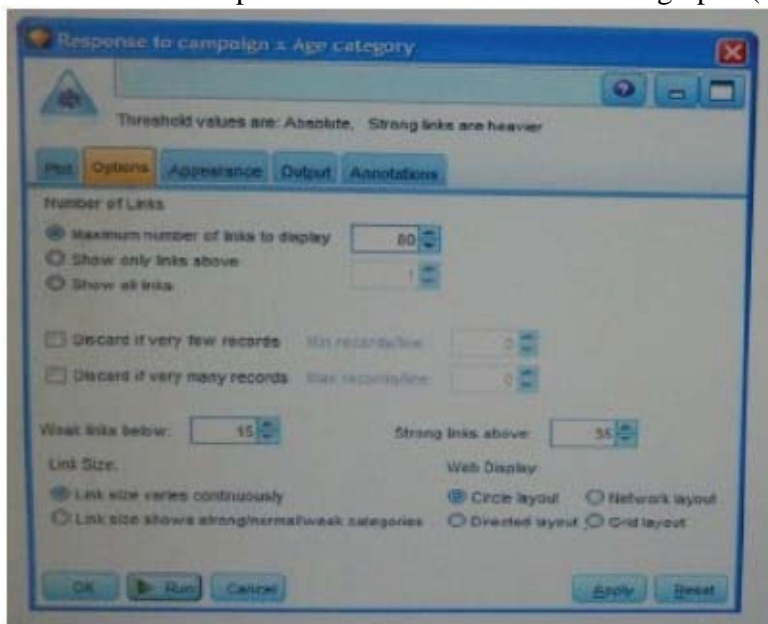 Response to campaign x Age category
Threshold values are: Absolute, Strong links are heavier
Plot Options Appearance Output Annotations
Number of Links
Maximum number of links to display 80
Show only links above 1
Show all links
Discard if very few records Min records/line: 0
Discard if very many records Max records/line: 0
Weak links below: 15 Strong links above: 35
Link Size: Web Display:
Link size varies continuously Circle layout Network layout
Link size shows strong/normal/weak categories Directed layout Grid layout
OK Run Cancel Apply Reset